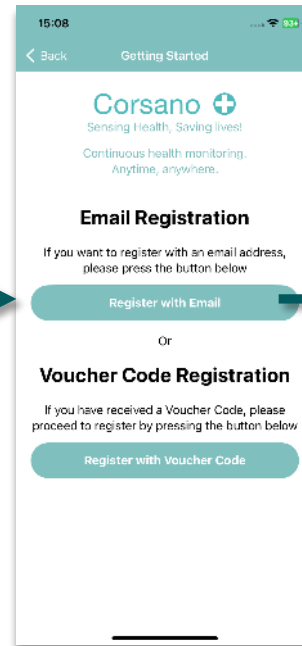 15:08
93+
Back
Getting Started
Corsano
Sensing Health, Saving lives!
Continuous health monitoring.
Anytime, anywhere.
Email Registration
If you want to register with an email address,
please press the button below
Register with Email
Or
Voucher Code Registration
If you have received a Voucher Code, please
proceed to register by pressing the button below
Register with Voucher Code